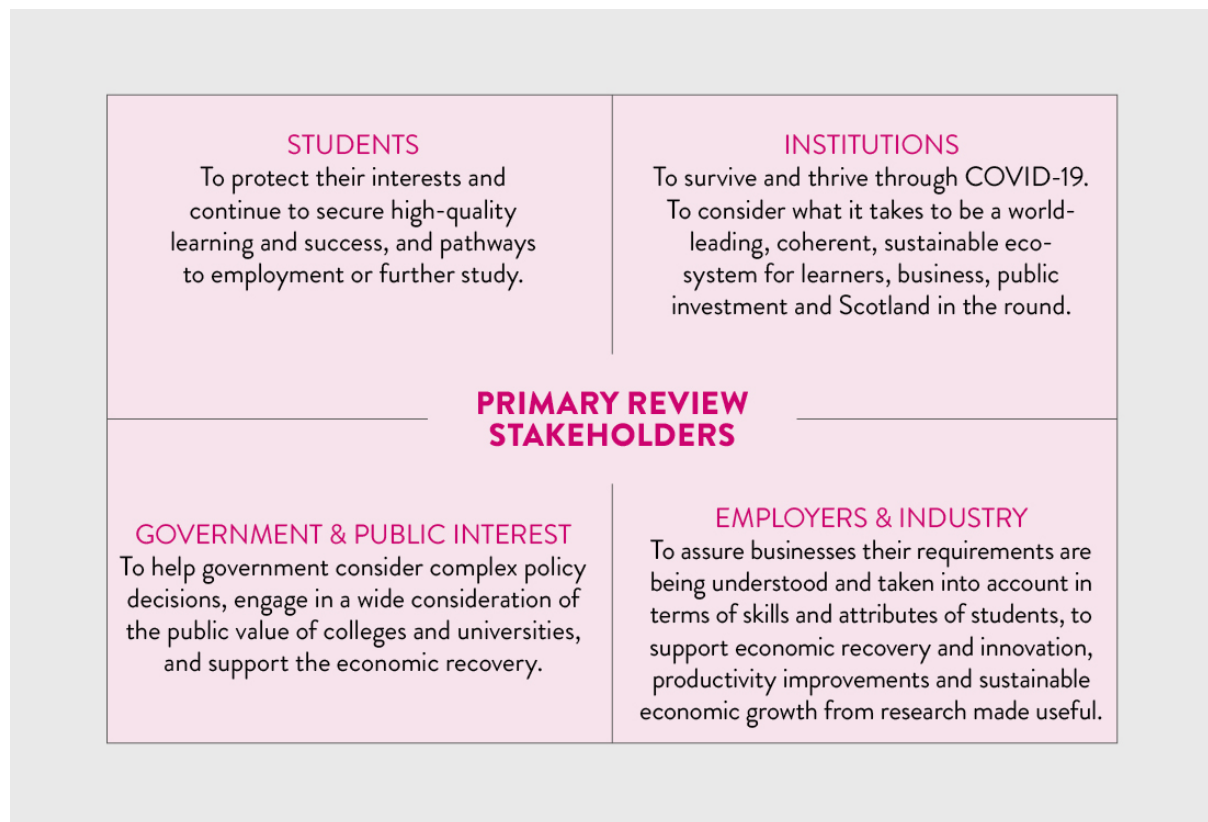 STUDENTS
To protect their interests and
continue to secure high-quality
learning and success, and pathways
to employment or further study.
INSTITUTIONS
To survive and thrive through COVID-19.
To consider what it takes to be a world-
leading, coherent, sustainable eco-
system for learners, business, public
investment and Scotland in the round.
PRIMARY REVIEW
STAKEHOLDERS
GOVERNMENT & PUBLIC INTEREST
To help government consider complex policy
decisions, engage in a wide consideration of
the public value of colleges and universities,
and support the economic recovery.
EMPLOYERS & INDUSTRY
To assure businesses their requirements are
being understood and taken into account in
terms of skills and attributes of students, to
support economic recovery and innovation,
productivity improvements and sustainable
economic growth from research made useful.